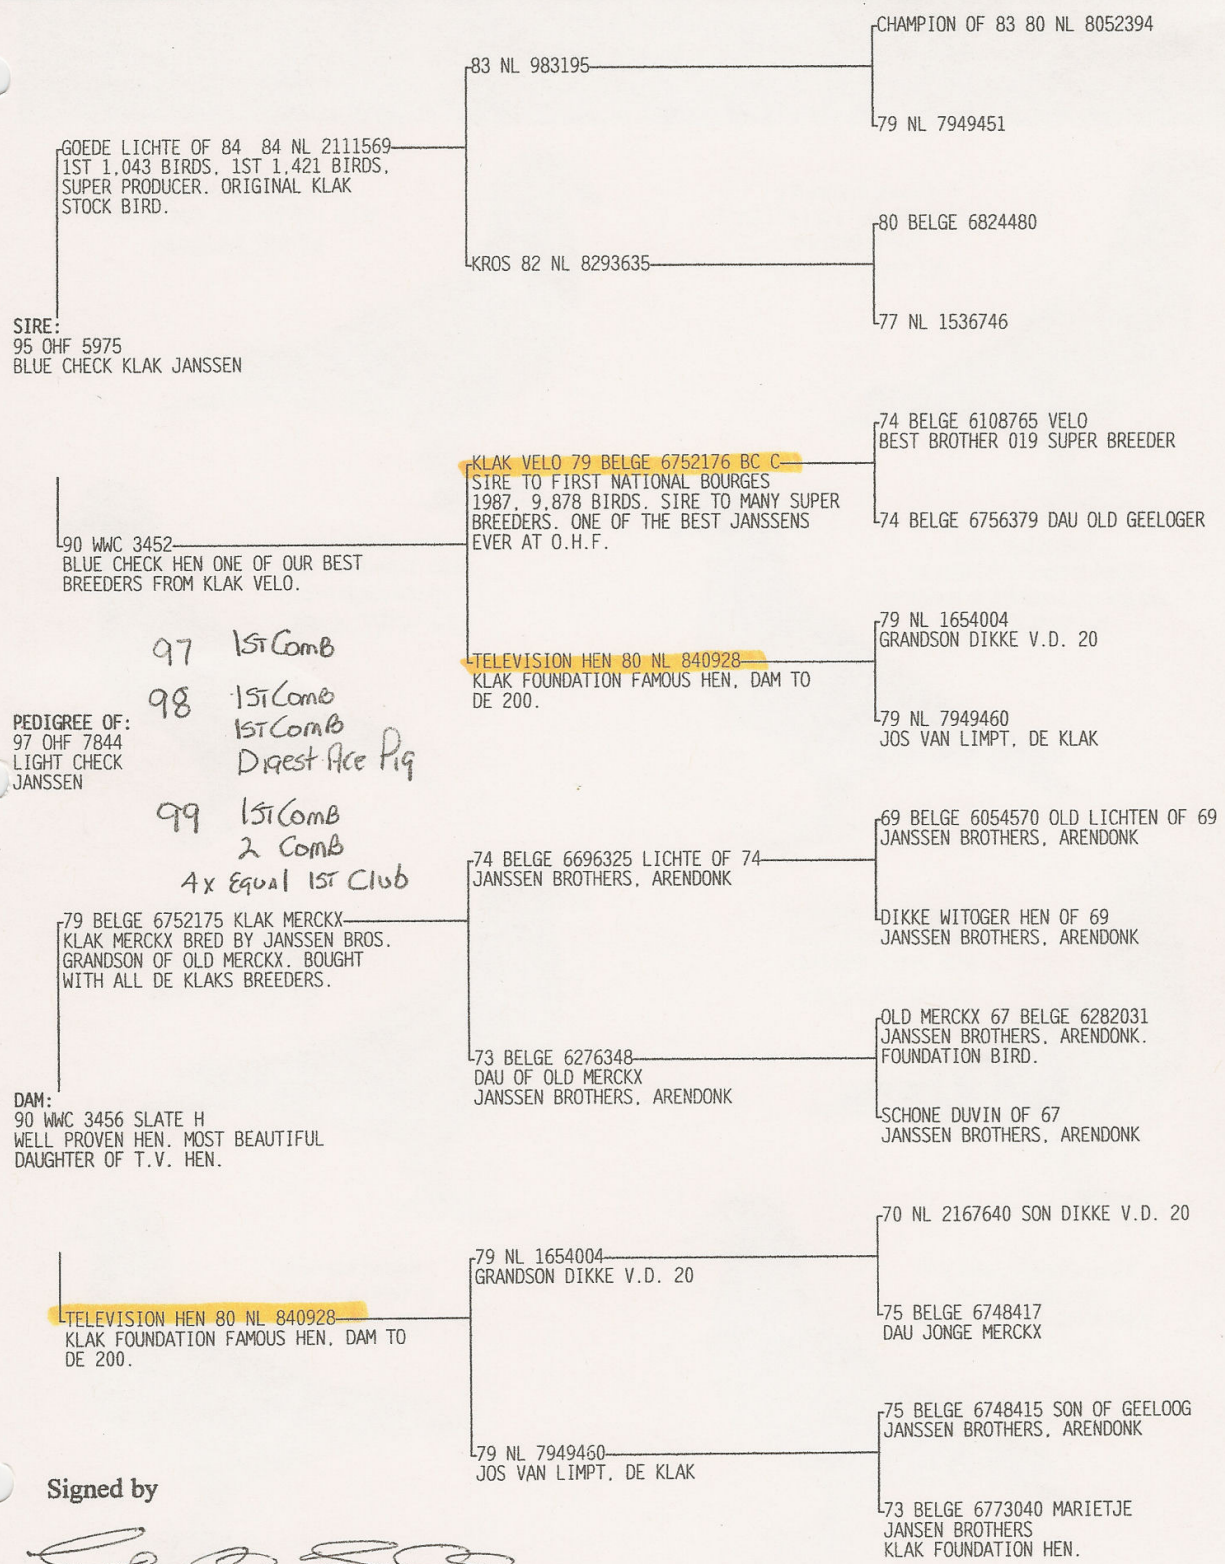 CHAMPION OF 83 80 NL 8052394
83 NL 983195
79 NL 7949451
GOEDE LICHTE OF 84 84 NL 2111569
1ST 1,043 BIRDS, 1ST 1,421 BIRDS,
SUPER PRODUCER. ORIGINAL KLAK
STOCK BIRD.
80 BELGE 6824480
KROS 82 NL 8293635
77 NL 1536746
SIRE:
95 OHF 5975
BLUE CHECK KLAK JANSSEN
74 BELGE 6108765 VELO
BEST BROTHER 019 SUPER BREEDER
KLAK VELO 79 BELGE 6752176 BC C
SIRE TO FIRST NATIONAL BOURGES
1987, 9,878 BIRDS. SIRE TO MANY SUPER
BREEDERS. ONE OF THE BEST JANSSENS
EVER AT O.H.F.
74 BELGE 6756379 DAU OLD GEELOGER
90 WWC 3452
BLUE CHECK HEN ONE OF OUR BEST
BREEDERS FROM KLAK VELO.
79 NL 1654004
GRANDSON DIKKE V.D. 20
TELEVISION HEN 80 NL 840928
KLAK FOUNDATION FAMOUS HEN, DAM TO
DE 200.
79 NL 7949460
JOS VAN LIMPT, DE KLAK
97 1ST ComB
98 1ST ComB
1ST ComB
Digest Ace Pig
99 1ST ComB
2 ComB
4x Equal 1ST Club
PEDIGREE OF:
97 OHF 7844
LIGHT CHECK
JANSSEN
69 BELGE 6054570 OLD LICHTEN OF 69
JANSSEN BROTHERS, ARENDONK
74 BELGE 6696325 LICHTE OF 74
JANSSEN BROTHERS, ARENDONK
DIKKE WITOGER HEN OF 69
JANSSEN BROTHERS, ARENDONK
79 BELGE 6752175 KLAK MERCKX
KLAK MERCKX BRED BY JANSSEN BROS.
GRANDSON OF OLD MERCKX. BOUGHT
WITH ALL DE KLAKS BREEDERS.
OLD MERCKX 67 BELGE 6282031
JANSSEN BROTHERS, ARENDONK.
FOUNDATION BIRD.
73 BELGE 6276348
DAU OF OLD MERCKX
JANSSEN BROTHERS, ARENDONK
SCHONE DUVIN OF 67
JANSSEN BROTHERS, ARENDONK
DAM:
90 WWC 3456 SLATE H
WELL PROVEN HEN. MOST BEAUTIFUL
DAUGHTER OF T.V. HEN.
70 NL 2167640 SON DIKKE V.D. 20
79 NL 1654004
GRANDSON DIKKE V.D. 20
75 BELGE 6748417
DAU JONGE MERCKX
TELEVISION HEN 80 NL 840928
KLAK FOUNDATION FAMOUS HEN, DAM TO
DE 200.
75 BELGE 6748415 SON OF GEELOOG
JANSSEN BROTHERS, ARENDONK
79 NL 7949460
JOS VAN LIMPT, DE KLAK
73 BELGE 6773040 MARIETJE
JANSEN BROTHERS
KLAK FOUNDATION HEN.
Signed by